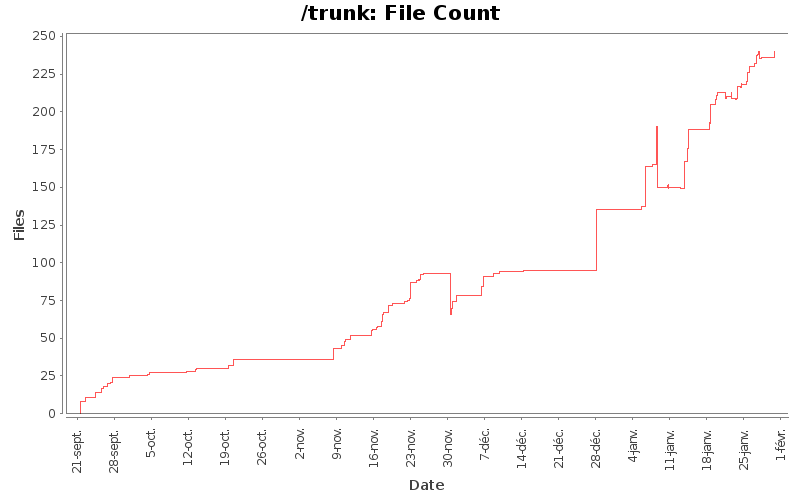 /trunk: File Count
250
225
200
175
150
125
100
75
50
25
0
Files
21-sept.
28-sept.
5-oct.
12-oct.
19-oct.
26-oct.
2-nov.
9-nov.
16-nov.
23-nov.
30-nov.
7-déc.
14-déc.
21-déc.
28-déc.
4-janv.
11-janv.
18-janv.
25-janv.
1-févr.
Date